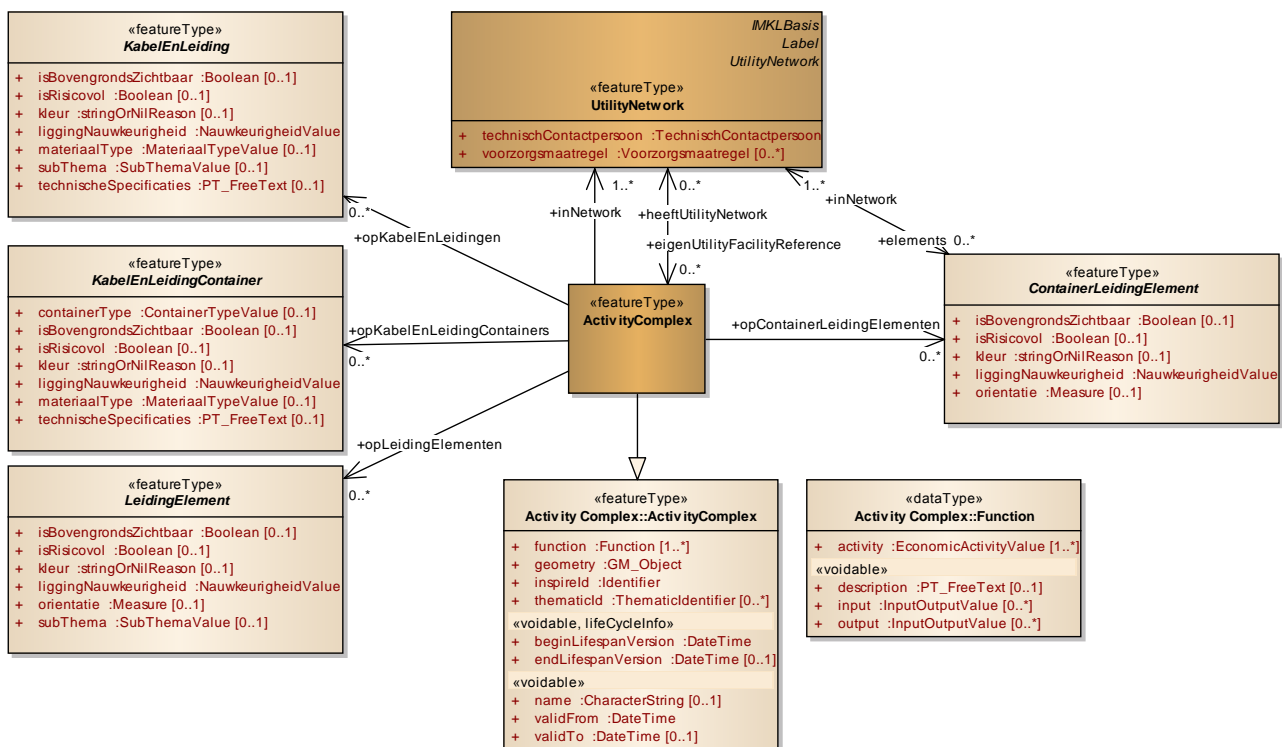 «featureType»
KabelEnLeiding
+ isBovengrondsZichtbaar :Boolean [0..1]
+ isRisicovol :Boolean [0..1]
+ kleur :stringOrNilReason [0..1]
+ liggingNauwkeurigheid :NauwkeurigheidValue
+ materiaalType :MateriaalTypeValue [0..1]
+ subThema :SubThemaValue [0..1]
+ technischeSpecificaties :PT_FreeText [0..1]
IMKLBasis
Label
UtilityNetwork
«featureType»
UtilityNetwork
+ technischContactpersoon :TechnischContactpersoon
+ voorzorgsmaatregel :Voorzorgsmaatregel [0..*]
1..*
0..*
1..*
+inNetwork
+heeftUtilityNetwork
+inNetwork
0..*
+opKabelEnLeidingen
+eigenUtilityFacilityReference
+elements 0..*
0..*
«featureType»
KabelEnLeidingContainer
+ containerType :ContainerTypeValue [0..1]
+ isBovengrondsZichtbaar :Boolean [0..1]
+ isRisicovol :Boolean [0..1]
+ kleur :stringOrNilReason [0..1]
+ liggingNauwkeurigheid :NauwkeurigheidValue
+ materiaalType :MateriaalTypeValue [0..1]
+ technischeSpecificaties :PT_FreeText [0..1]
+opKabelEnLeidingContainers
0..*
«featureType»
ActivityComplex
+opContainerLeidingElementen
0..*
«featureType»
ContainerLeidingElement
+ isBovengrondsZichtbaar :Boolean [0..1]
+ isRisicovol :Boolean [0..1]
+ kleur :stringOrNilReason [0..1]
+ liggingNauwkeurigheid :NauwkeurigheidValue
+ orientatie :Measure [0..1]
+opLeidingElementen
0..*
«featureType»
LeidingElement
+ isBovengrondsZichtbaar :Boolean [0..1]
+ isRisicovol :Boolean [0..1]
+ kleur :stringOrNilReason [0..1]
+ liggingNauwkeurigheid :NauwkeurigheidValue
+ orientatie :Measure [0..1]
+ subThema :SubThemaValue [0..1]
«featureType»
Activity Complex::ActivityComplex
+ function :Function [1..*]
+ geometry :GM_Object
+ inspireId :Identifier
+ thematicId :ThematicIdentifier [0..*]
«voidable, lifeCycleInfo»
+ beginLifespanVersion :DateTime
+ endLifespanVersion :DateTime [0..1]
«voidable»
+ name :CharacterString [0..1]
+ validFrom :DateTime
+ validTo :DateTime [0..1]
«dataType»
Activity Complex::Function
+ activity :EconomicActivityValue [1..*]
«voidable»
+ description :PT_FreeText [0..1]
+ input :InputOutputValue [0..*]
+ output :InputOutputValue [0..*]